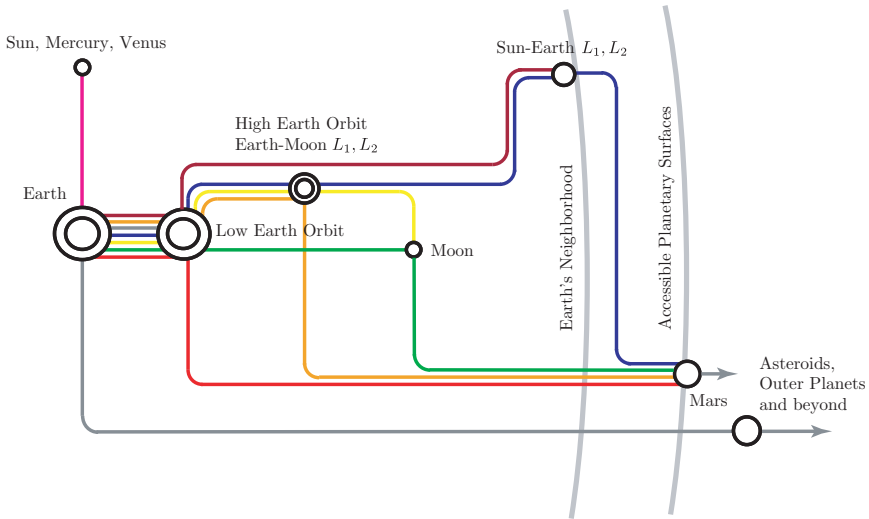 Sun, Mercury, Venus
Sun-Earth L₁, L₂
High Earth Orbit
Earth-Moon L₁, L₂
Earth
Low Earth Orbit
Moon
Earth's Neighborhood
Accessible Planetary Surfaces
Asteroids,
Outer Planets
and beyond
Mars